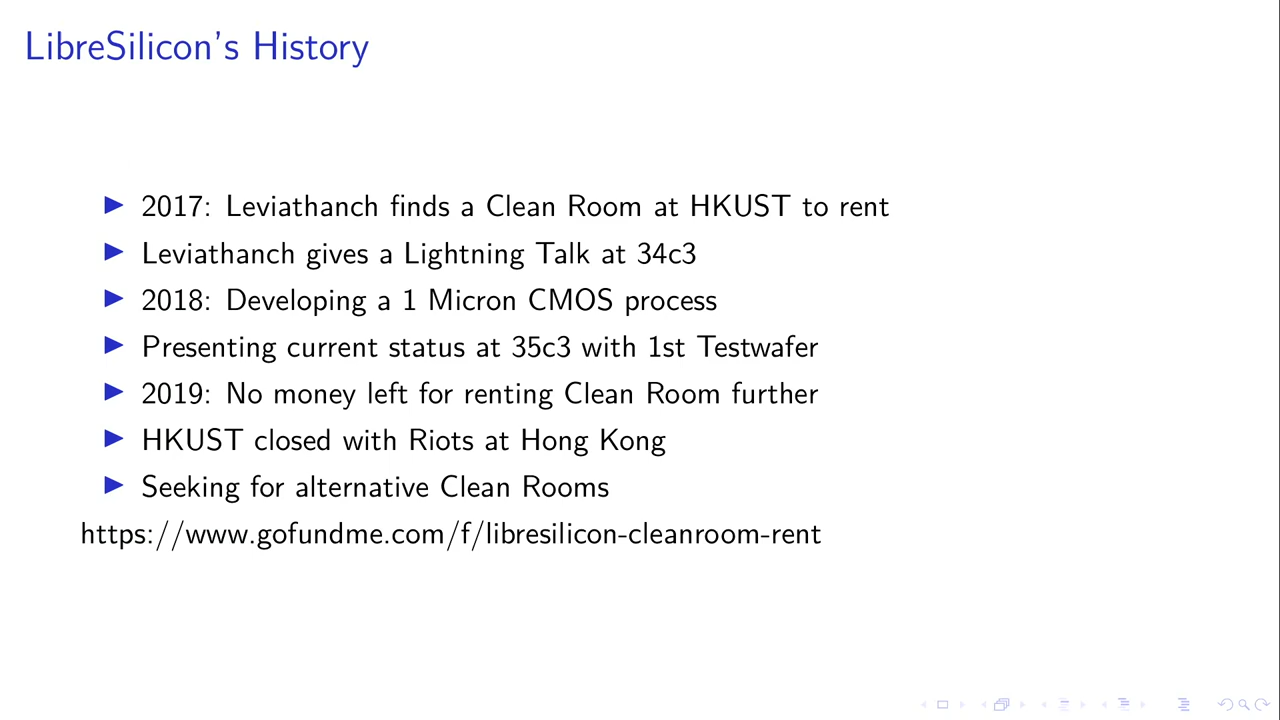 LibreSilicon's History
2017: Leviathanch finds a Clean Room at HKUST to rent
Leviathanch gives a Lightning Talk at 34c3
2018: Developing a 1 Micron CMOS process
Presenting current status at 35c3 with 1st Testwafer
2019: No money left for renting Clean Room further
HKUST closed with Riots at Hong Kong
Seeking for alternative Clean Rooms
https://www.gofundme.com/f/libresilicon-cleanroom-rent